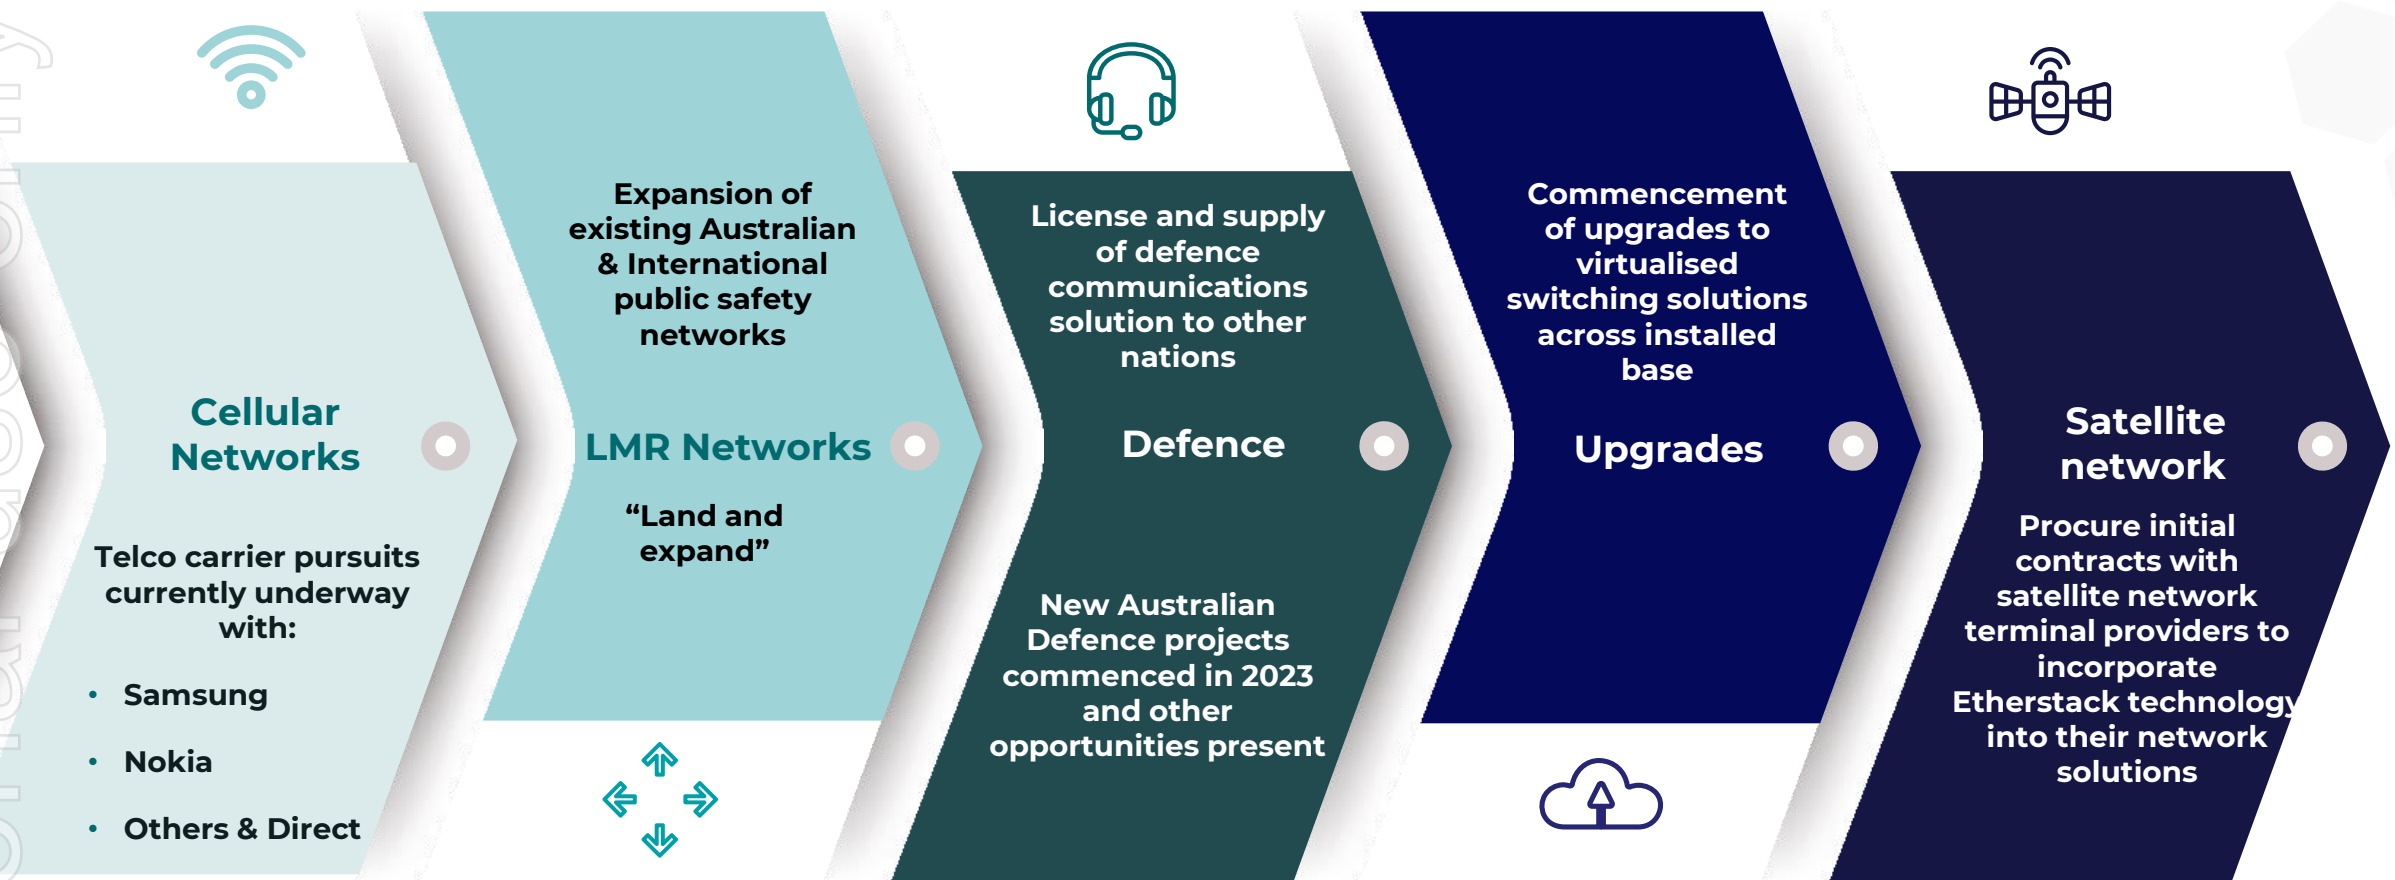 Cellular
Networks
Telco carrier pursuits
currently underway
with:
• Samsung
• Nokia
• Others & Direct
Expansion of
existing Australian
& International
public safety
networks
LMR Networks
“Land and
expand”
License and supply
of defence
communications
solution to other
nations
Defence
New Australian
Defence projects
commenced in 2023
and other
opportunities present
Commencement
of upgrades to
virtualised
switching solutions
across installed
base
Upgrades
Satellite
network
Procure initial
contracts with
satellite network
terminal providers to
incorporate
Etherstack technology
into their network
solutions